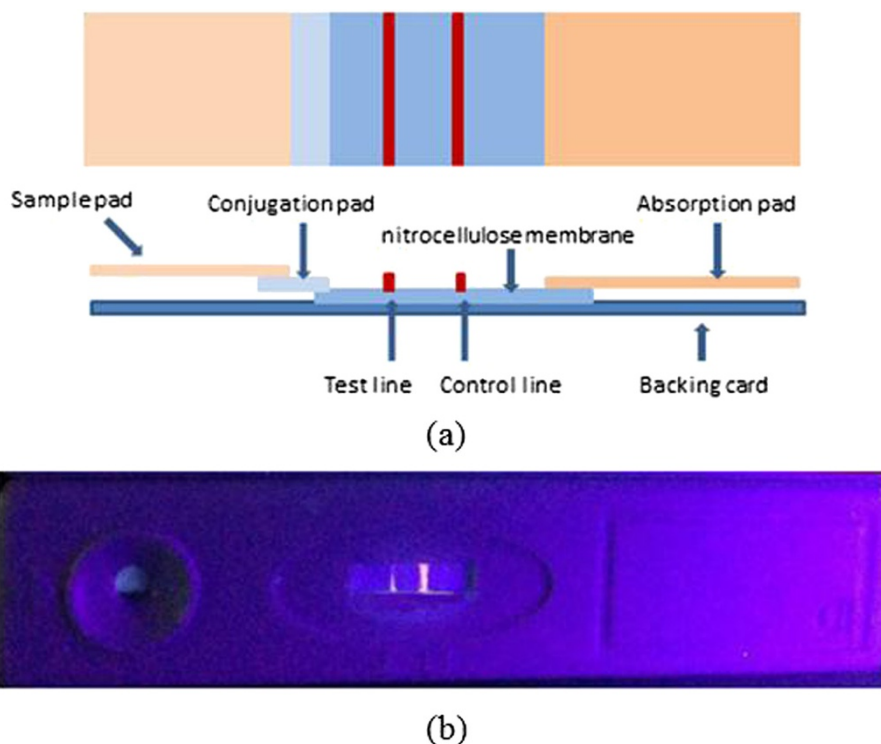 Sample pad
Conjugation pad
Absorption pad
nitrocellulose membrane
Test line
Control line
Backing card
(a)
(b)